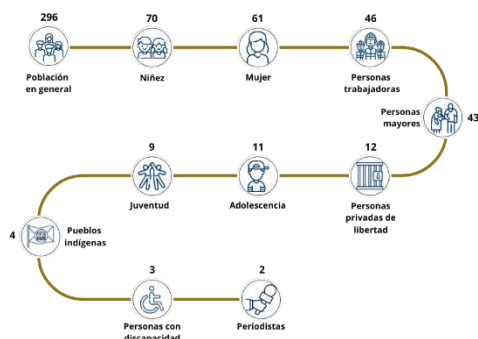 296
Población
en general
70
Niñez
61
Mujer
46
Personas
trabajadoras
Personas
mayores
43
12
Personas
privadas de
libertad
11
Adolescencia
9
Juventud
4
Pueblos
indígenas
3
Personas con
discapacidad
2
Periodistas